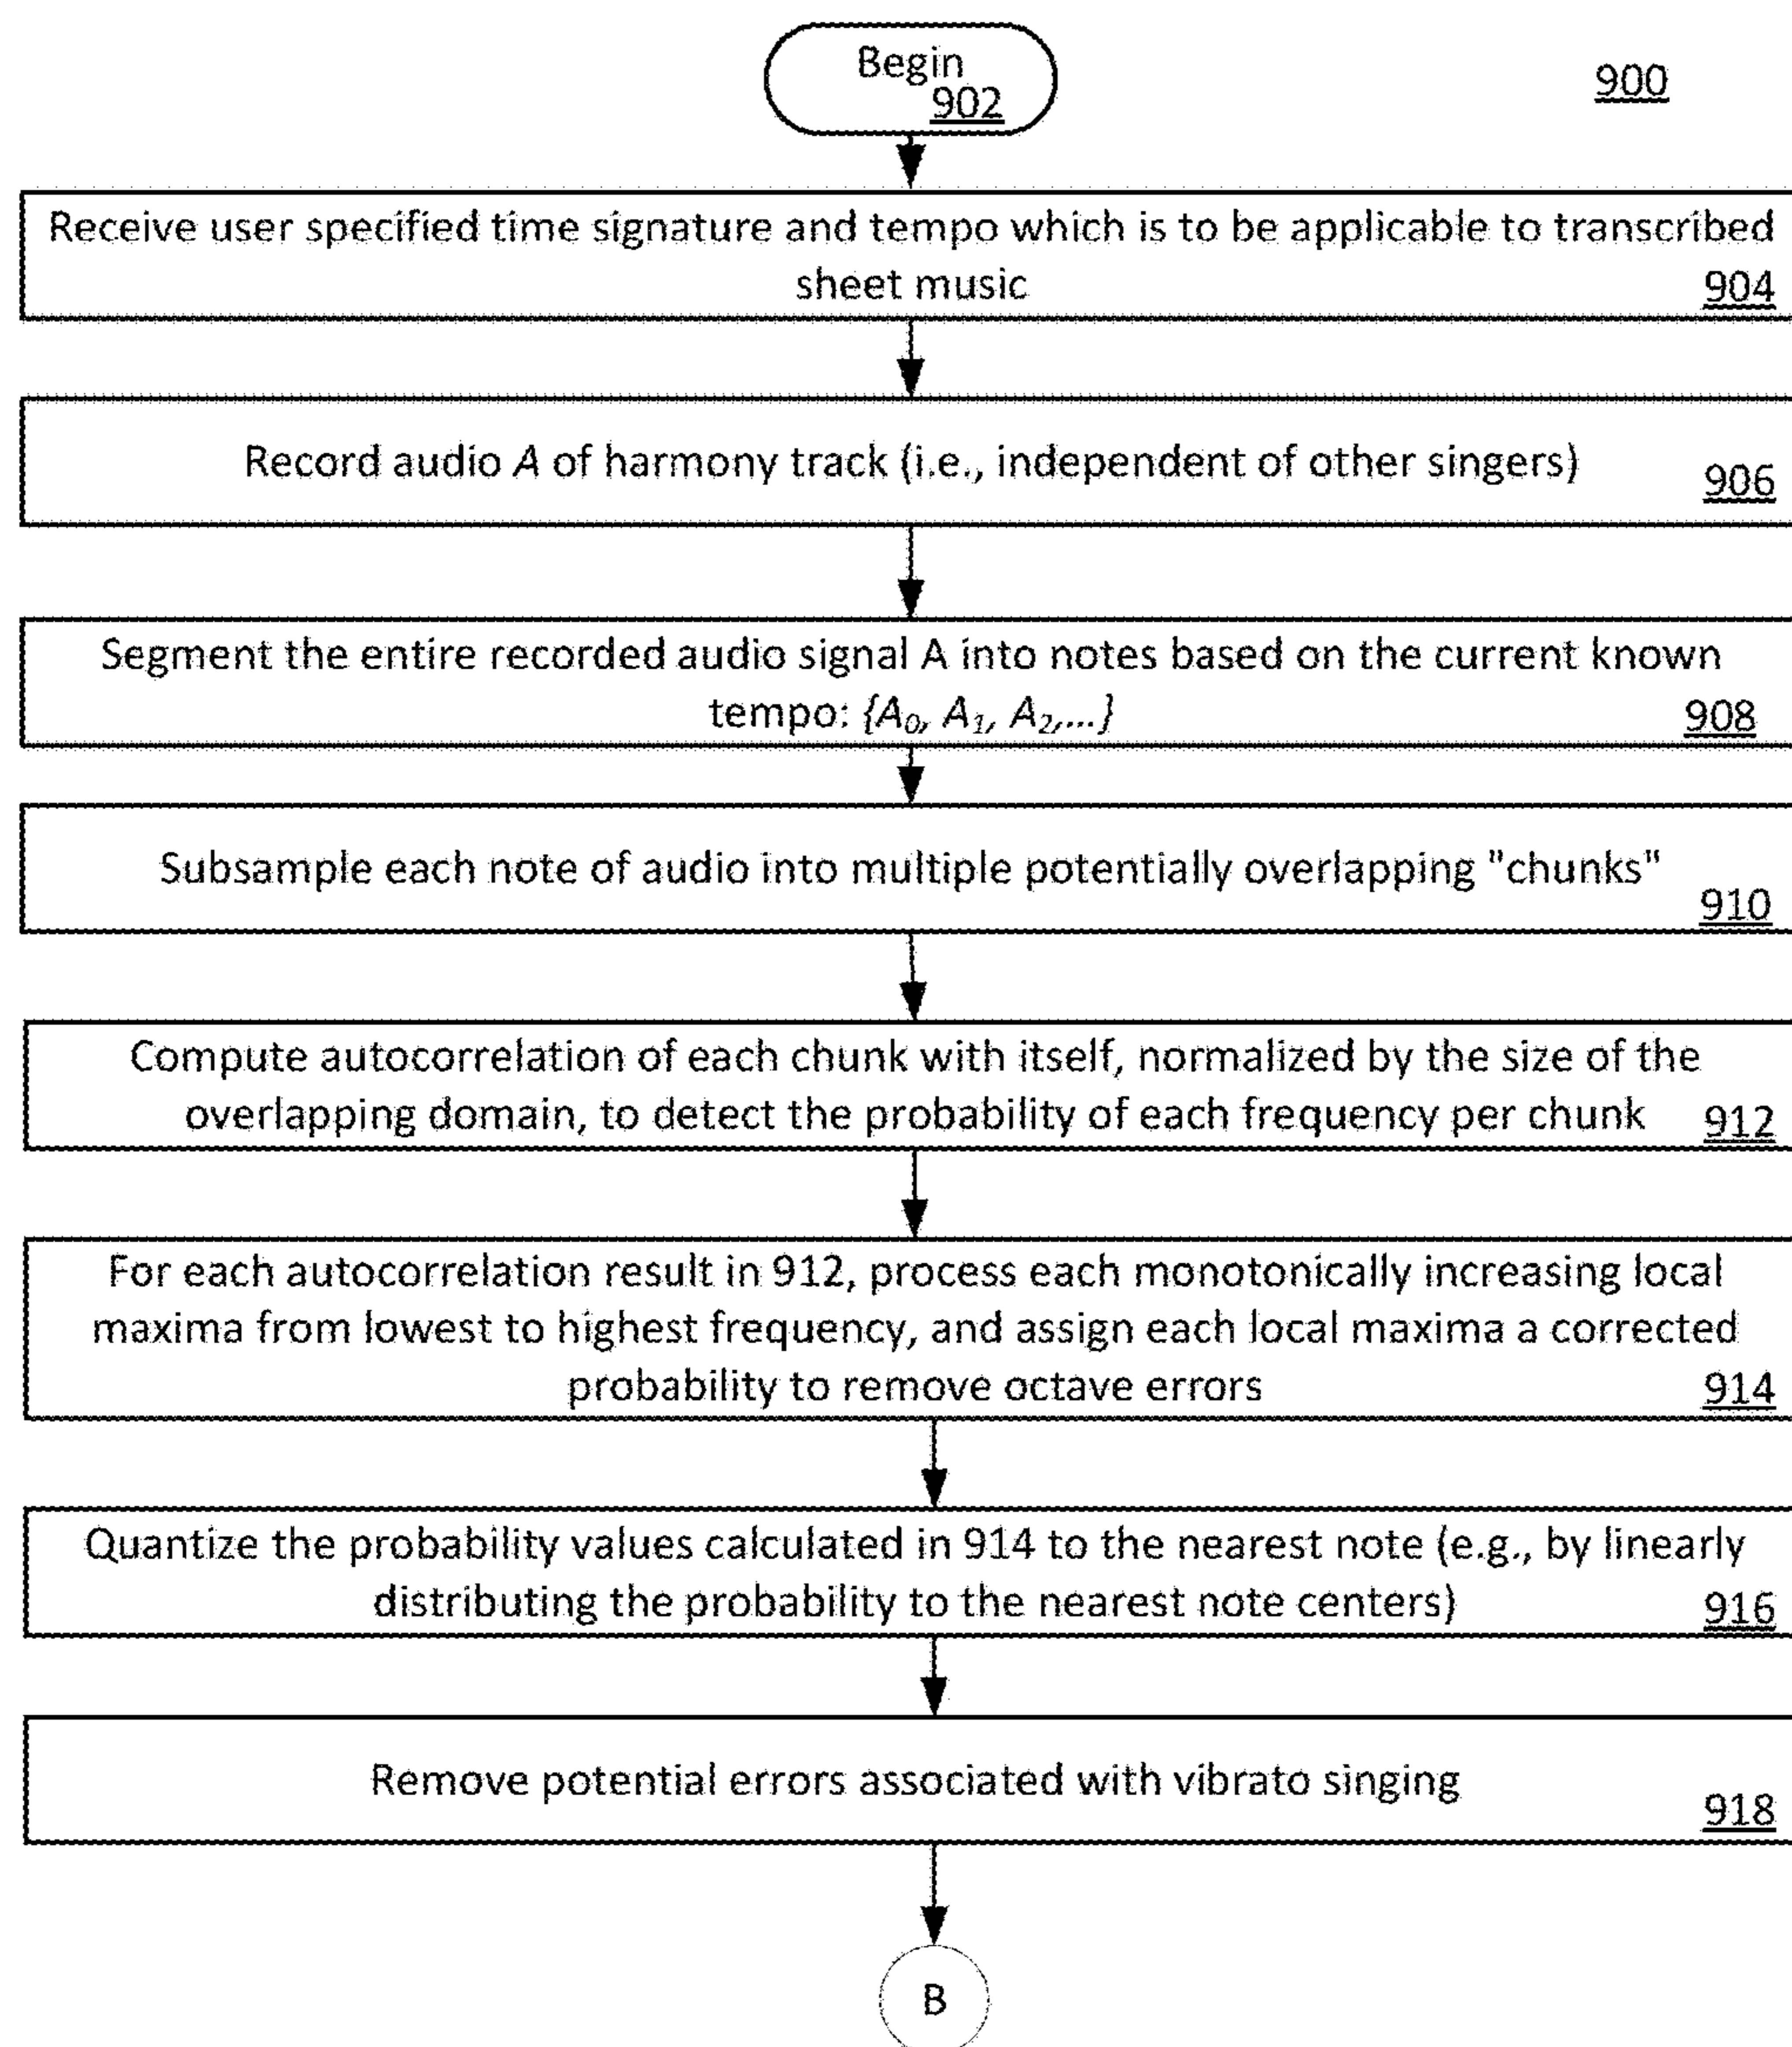 Begin
902
900
Receive user specified time signature and tempo which is to be applicable to transcribed
sheet music
904
Record audio A of harmony track (i.e., independent of other singers)
906
Segment the entire recorded audio signal A into notes based on the current known
tempo: {A₀, A₁, A₂,...}
908
Subsample each note of audio into multiple potentially overlapping "chunks"
910
Compute autocorrelation of each chunk with itself, normalized by the size of the
overlapping domain, to detect the probability of each frequency per chunk
912
For each autocorrelation result in 912, process each monotonically increasing local
maxima from lowest to highest frequency, and assign each local maxima a corrected
probability to remove octave errors
914
Quantize the probability values calculated in 914 to the nearest note (e.g., by linearly
distributing the probability to the nearest note centers)
916
Remove potential errors associated with vibrato singing
918
B